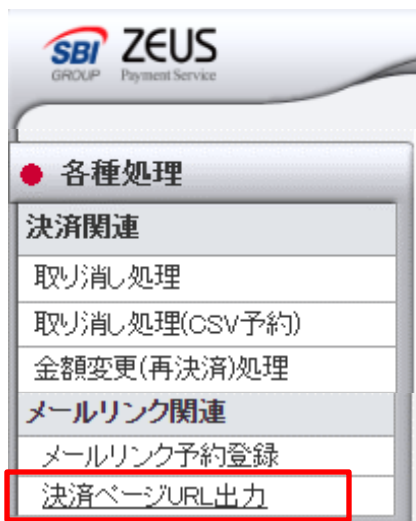 SBI ZEUS
GROUP Payment Service
各種処理
決済関連
取り消し処理
取り消し処理(CSV予約)
金額変更(再決済)処理
メールリンク関連
メールリンク予約登録
決済ページURL出力